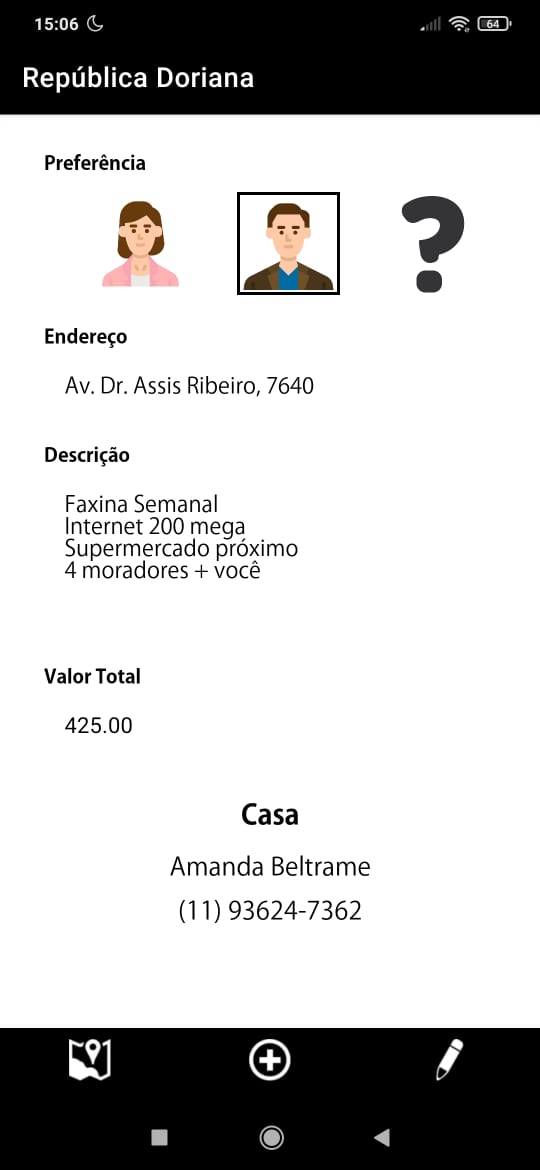 15:06
64
República Doriana
Preferência
?
Endereço
Av. Dr. Assis Ribeiro, 7640
Descrição
Faxina Semanal
Internet 200 mega
Supermercado próximo
4 moradores + você
Valor Total
425.00
Casa
Amanda Beltrame
(11) 93624-7362